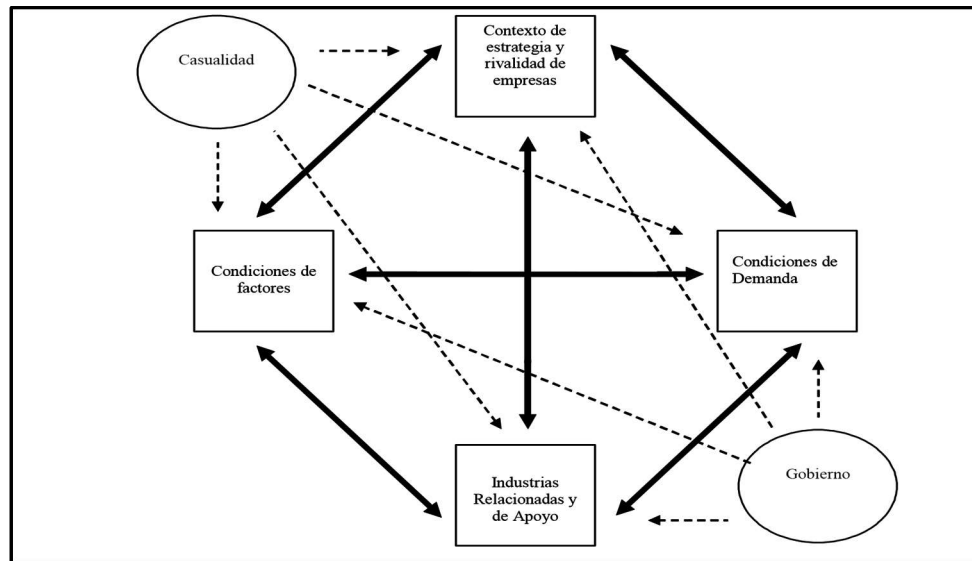 Casualidad
Contexto de
estrategia y
rivalidad de
empresas
Condiciones de
factores
Condiciones de
Demanda
Industrias
Relacionadas y
de Apoyo
Gobierno